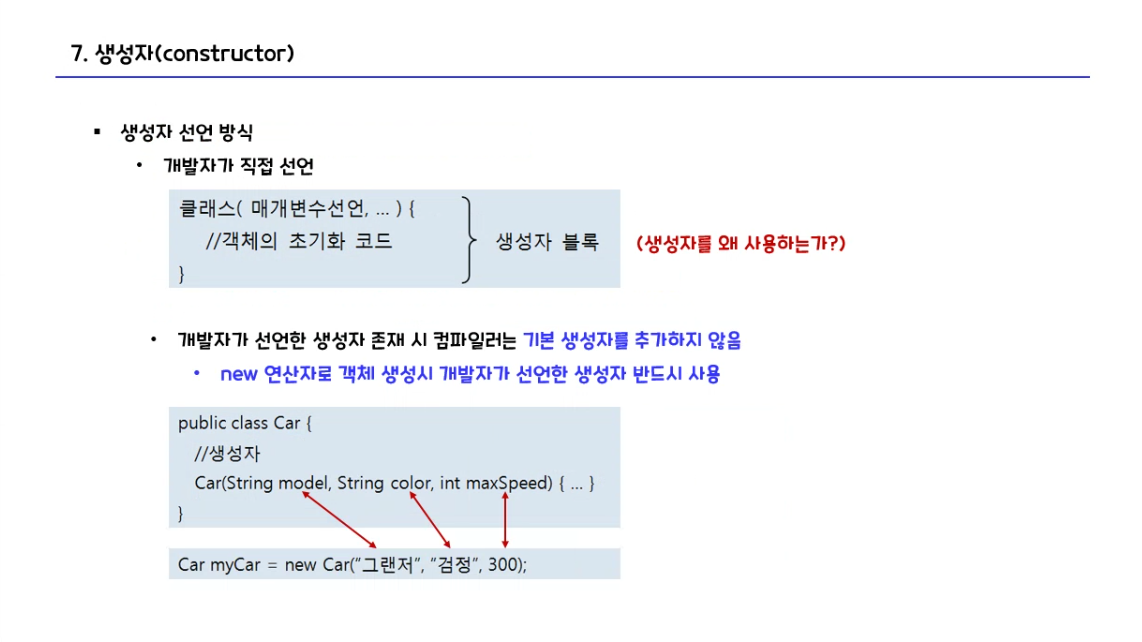 7. 생성자(constructor)
▪ 생성자 선언 방식
• 개발자가 직접 선언
클래스( 매개변수선언, … ) {
//객체의 초기화 코드
}
생성자 블록
(생성자를 왜 사용하는가?)
• 개발자가 선언한 생성자 존재 시 컴파일러는 기본 생성자를 추가하지 않음
• new 연산자로 객체 생성시 개발자가 선언한 생성자 반드시 사용
public class Car {
//생성자
Car(String model, String color, int maxSpeed) { … }
}
Car myCar = new Car("그랜저", "검정", 300);